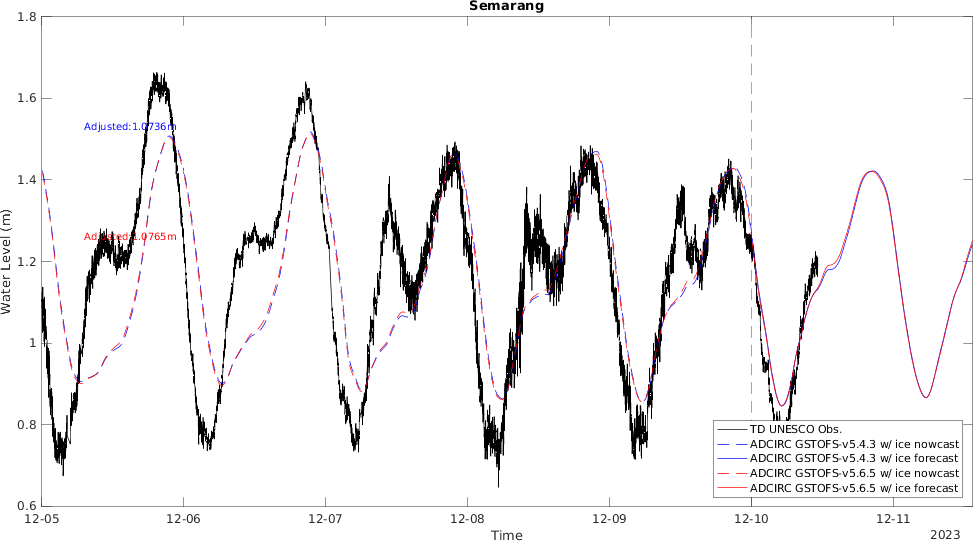 Semarang
1.8
1.6
1.4
1.2
1
0.8
0.6
Water Level (m)
Adjusted:1.0736m
Adjusted:1.0765m
TD UNESCO Obs.
ADCIRC GSTOFS-v5.4.3 w/ ice nowcast
ADCIRC GSTOFS-v5.4.3 w/ ice forecast
ADCIRC GSTOFS-v5.6.5 w/ ice nowcast
ADCIRC GSTOFS-v5.6.5 w/ ice forecast
12-05 12-06 12-07 12-08 12-09 12-10 12-11
Time
2023